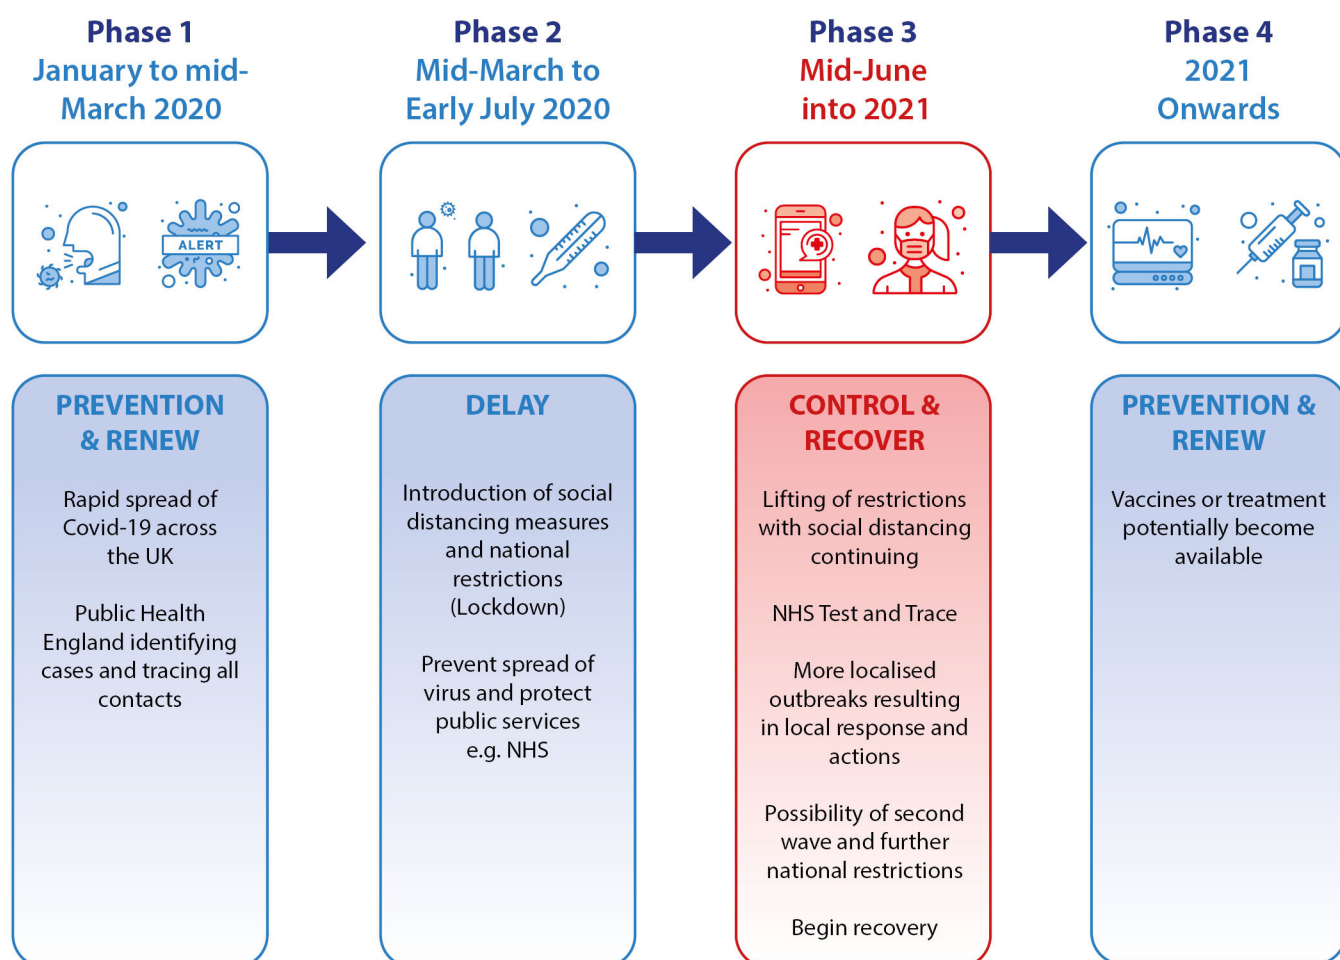 Phase 1
January to mid-
March 2020
Phase 2
Mid-March to
Early July 2020
Phase 3
Mid-June
into 2021
Phase 4
2021
Onwards
ALERT
PREVENTION
& RENEW
Rapid spread of
Covid-19 across
the UK
Public Health
England identifying
cases and tracing all
contacts
DELAY
Introduction of social
distancing measures
and national
restrictions
(Lockdown)
Prevent spread of
virus and protect
public services
e.g. NHS
CONTROL &
RECOVER
Lifting of restrictions
with social distancing
continuing
NHS Test and Trace
More localised
outbreaks resulting
in local response and
actions
Possibility of second
wave and further
national restrictions
Begin recovery
PREVENTION &
RENEW
Vaccines or treatment
potentially become
available